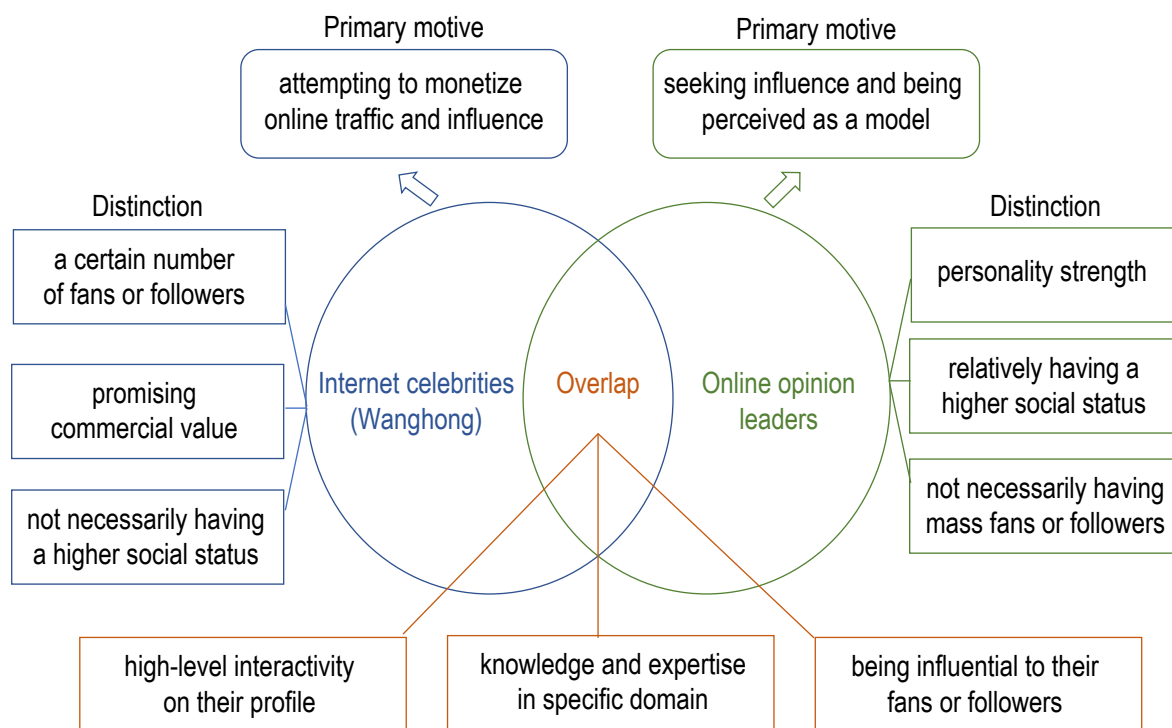 Primary motive
attempting to monetize
online traffic and influence
Primary motive
seeking influence and being
perceived as a model
Distinction
a certain number
of fans or followers
promising
commercial value
not necessarily having
a higher social status
Internet celebrities
(Wanghong)
Overlap
Online opinion
leaders
Distinction
personality strength
relatively having a
higher social status
not necessarily having
mass fans or followers
high-level interactivity
on their profile
knowledge and expertise
in specific domain
being influential to their
fans or followers